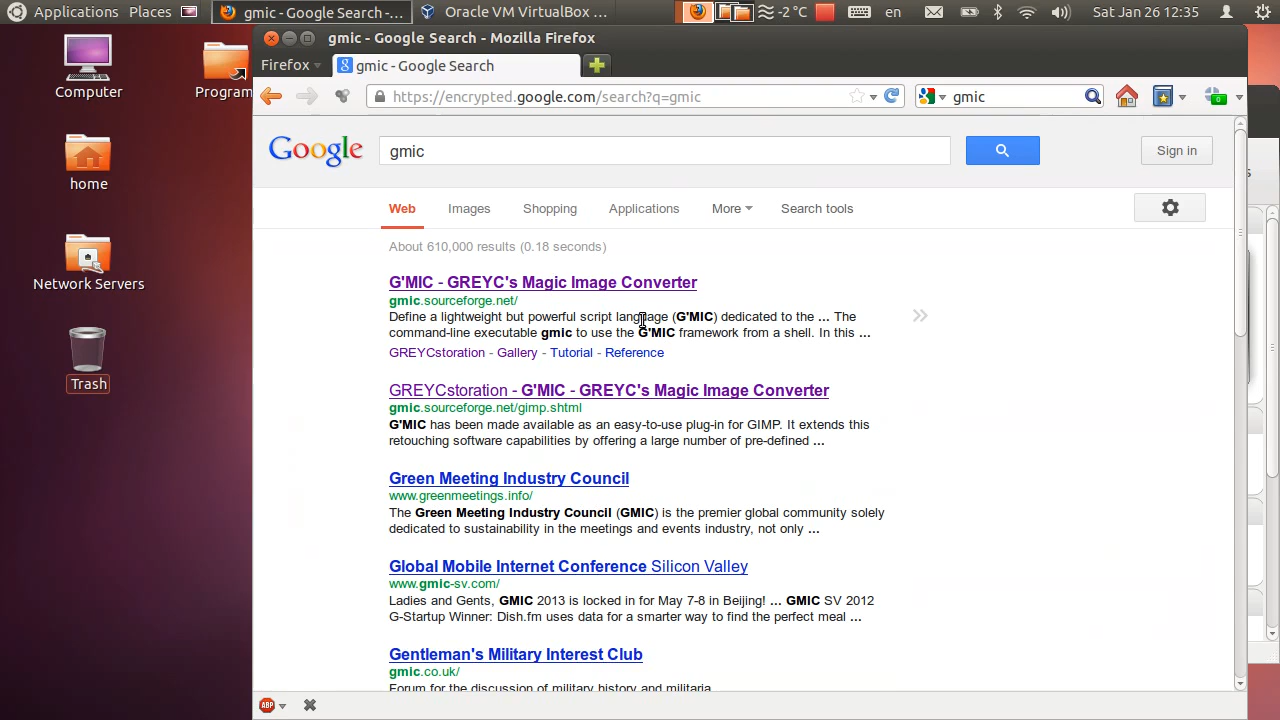 Applications Places gmic - Google Search -... Oracle VM VirtualBox ... -2 °C en Sat Jan 26 12:35
gmic - Google Search - Mozilla Firefox
Firefox gmic - Google Search
https://encrypted.google.com/search?q=gmic gmic
Computer
Program
home
Network Servers
Trash
Google gmic Sign in
Web Images Shopping Applications More Search tools
About 610,000 results (0.18 seconds)
G'MIC - GREYC's Magic Image Converter
gmic.sourceforge.net/
Define a lightweight but powerful script language (G'MIC) dedicated to the ... The
command-line executable gmic to use the G'MIC framework from a shell. In this ...
GREYCstoration - Gallery - Tutorial - Reference
GREYCstoration - G'MIC - GREYC's Magic Image Converter
gmic.sourceforge.net/gimp.shtml
G'MIC has been made available as an easy-to-use plug-in for GIMP. It extends this
retouching software capabilities by offering a large number of pre-defined ...
Green Meeting Industry Council
www.greenmeetings.info/
The Green Meeting Industry Council (GMIC) is the premier global community solely
dedicated to sustainability in the meetings and events industry, not only ...
Global Mobile Internet Conference Silicon Valley
www.gmic-sv.com/
Ladies and Gents, GMIC 2013 is locked in for May 7-8 in Beijing! ... GMIC SV 2012
G-Startup Winner: Dish.fm uses data for a smarter way to find the perfect meal ...
Gentleman's Military Interest Club
gmic.co.uk/
Forum for the discussion of military history and militaria.
ABP